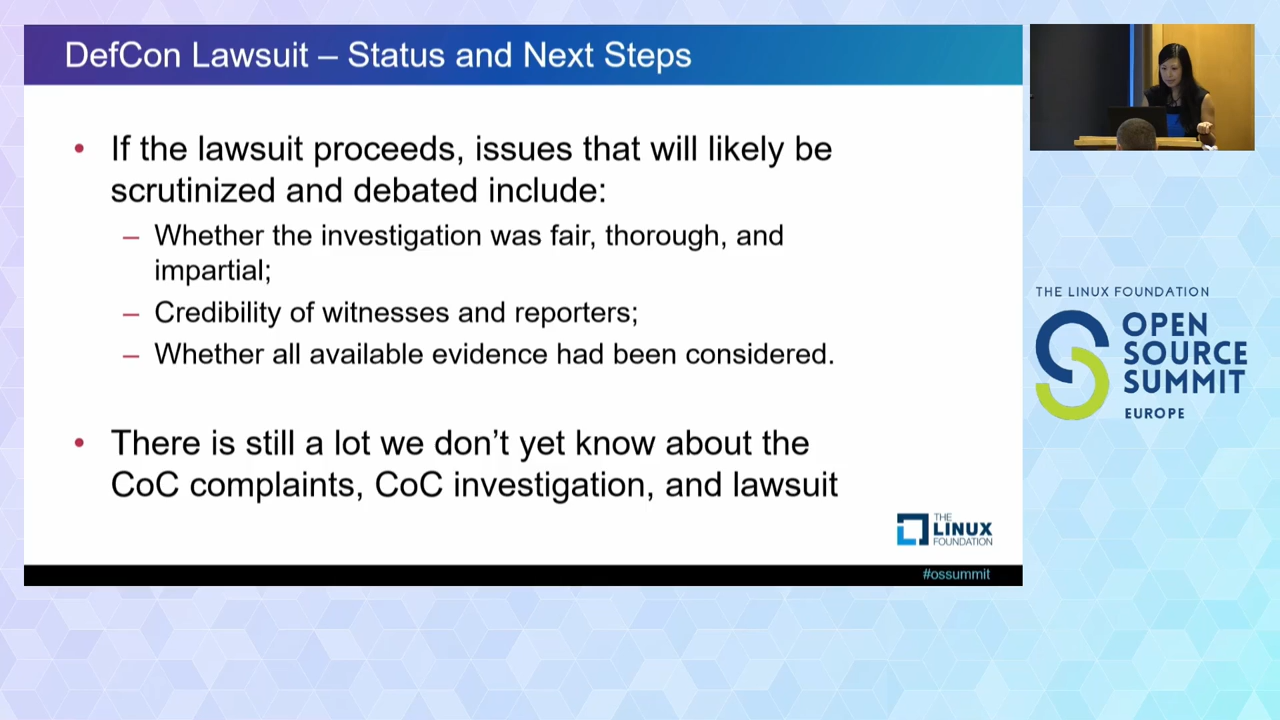 DefCon Lawsuit – Status and Next Steps
• If the lawsuit proceeds, issues that will likely be
scrutinized and debated include:
– Whether the investigation was fair, thorough, and
impartial;
– Credibility of witnesses and reporters;
– Whether all available evidence had been considered.
• There is still a lot we don’t yet know about the
CoC complaints, CoC investigation, and lawsuit
THE
LINUX
FOUNDATION
#ossummit
THE LINUX FOUNDATION
OPEN
SOURCE
SUMMIT
EUROPE